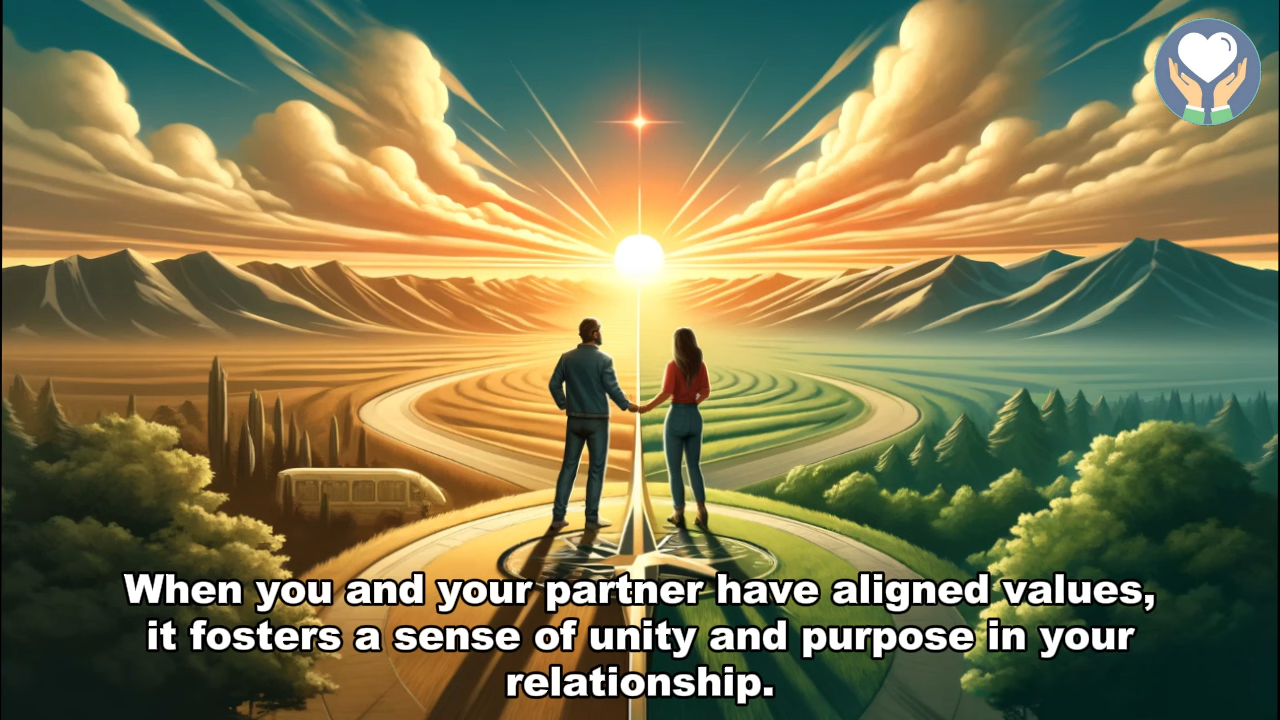 When you and your partner have aligned values,
it fosters a sense of unity and purpose in your
relationship.